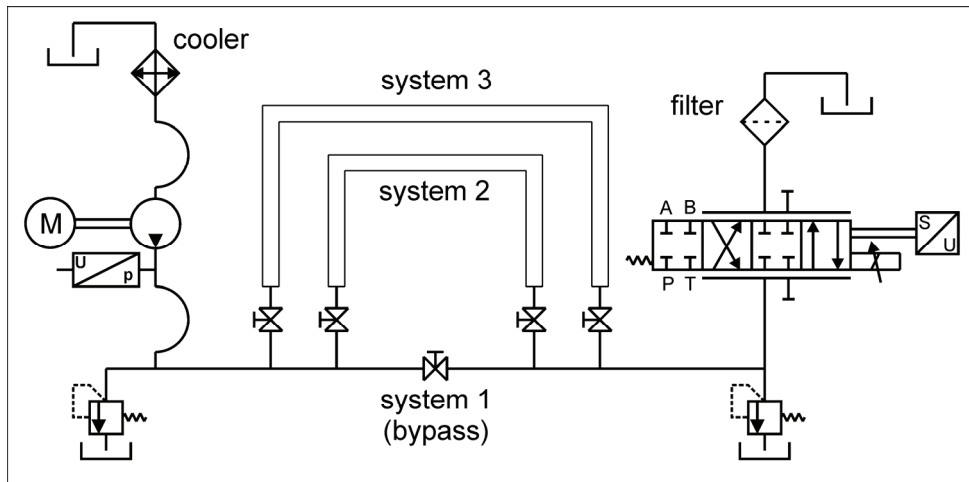 cooler
system 3
filter
system 2
A B
M
S
U
U
p
P T
system 1
(bypass)